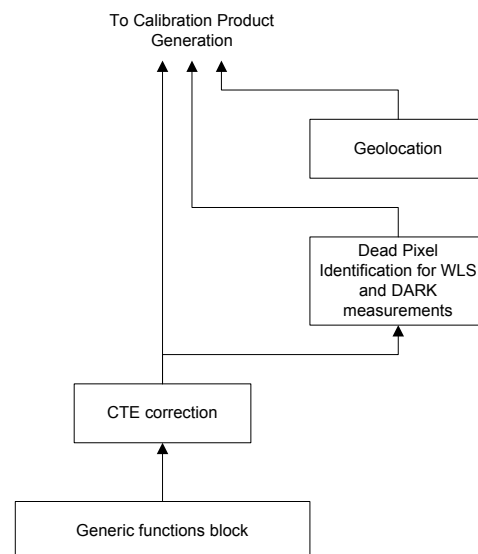 To Calibration Product
Generation
Geolocation
Dead Pixel
Identification for WLS
and DARK
measurements
CTE correction
Generic functions block